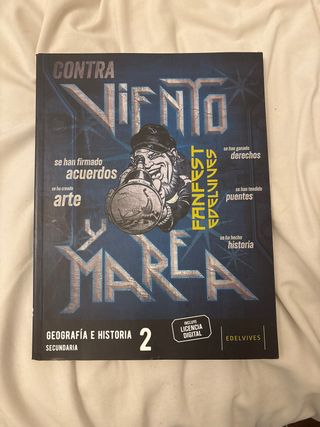 CONTRA
VIENTO
se han firmado
acuerdos
se ha creado
arte
FANFEST
EDELVIVES
se han ganado
derechos
se han tendido
puentes
se ha hecho
historia
Y
MAREA
GEOGRAFÍA E HISTORIA
SECUNDARIA
2
INCLUYE
LICENCIA
DIGITAL
EDELVIVES